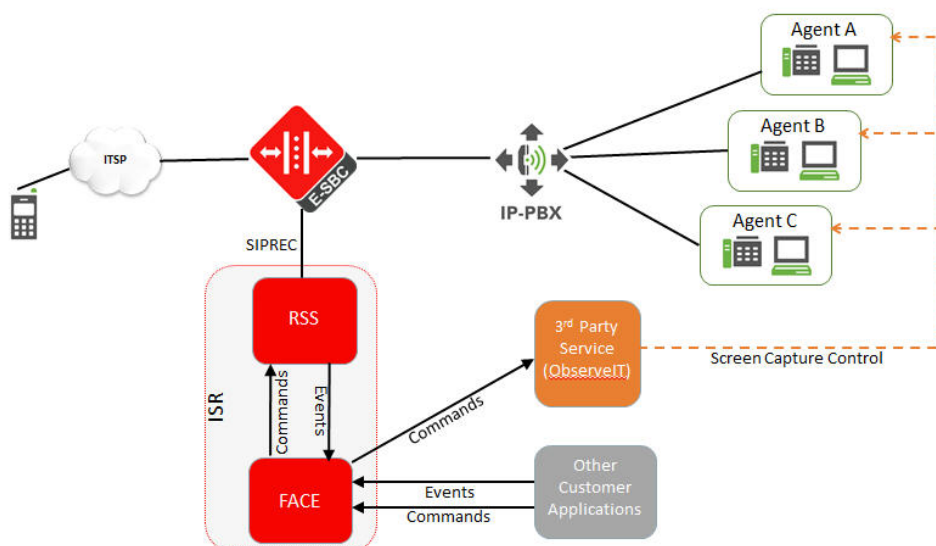 Agent A
Agent B
Agent C
ITSP
E-SBC
IP-PBX
SIPREC
RSS
3rd Party
Service
(ObserveIT)
Screen Capture Control
ISR
Commands
Events
Commands
FACE
Events
Commands
Other
Customer
Applications